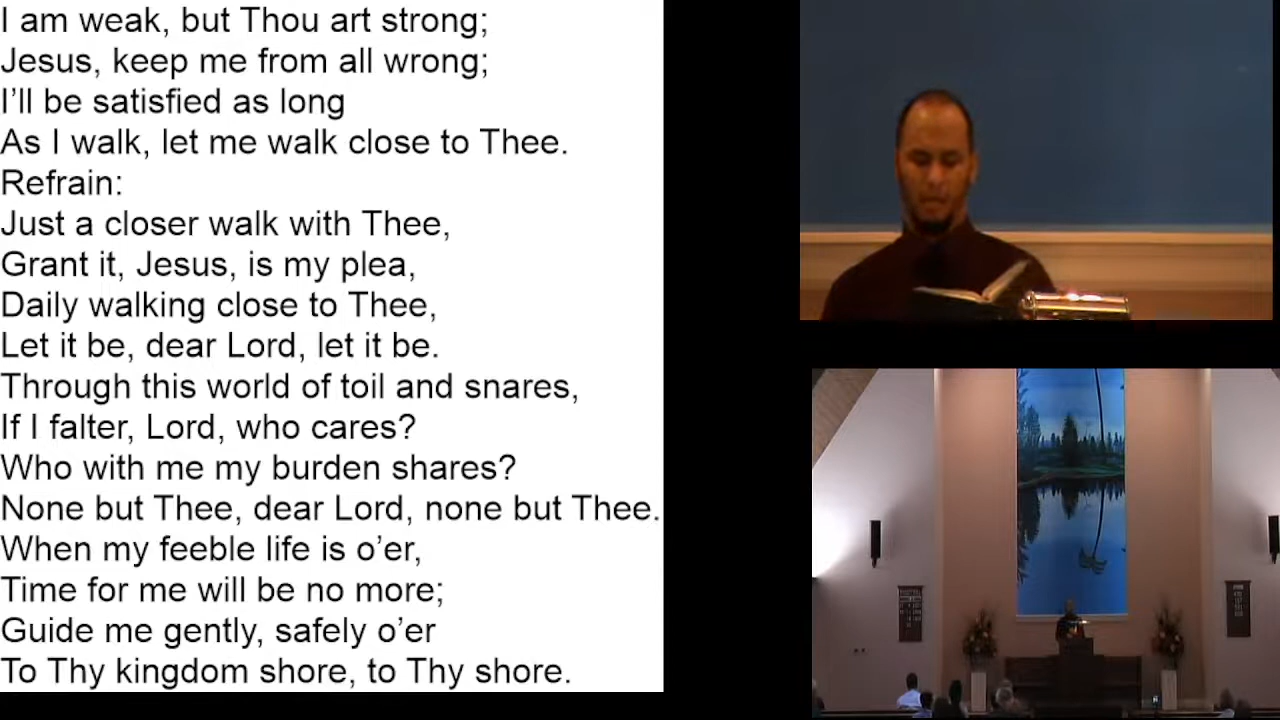 I am weak, but Thou art strong;
Jesus, keep me from all wrong;
I’ll be satisfied as long
As I walk, let me walk close to Thee.
Refrain:
Just a closer walk with Thee,
Grant it, Jesus, is my plea,
Daily walking close to Thee,
Let it be, dear Lord, let it be.
Through this world of toil and snares,
If I falter, Lord, who cares?
Who with me my burden shares?
None but Thee, dear Lord, none but Thee.
When my feeble life is o’er,
Time for me will be no more;
Guide me gently, safely o’er
To Thy kingdom shore, to Thy shore.